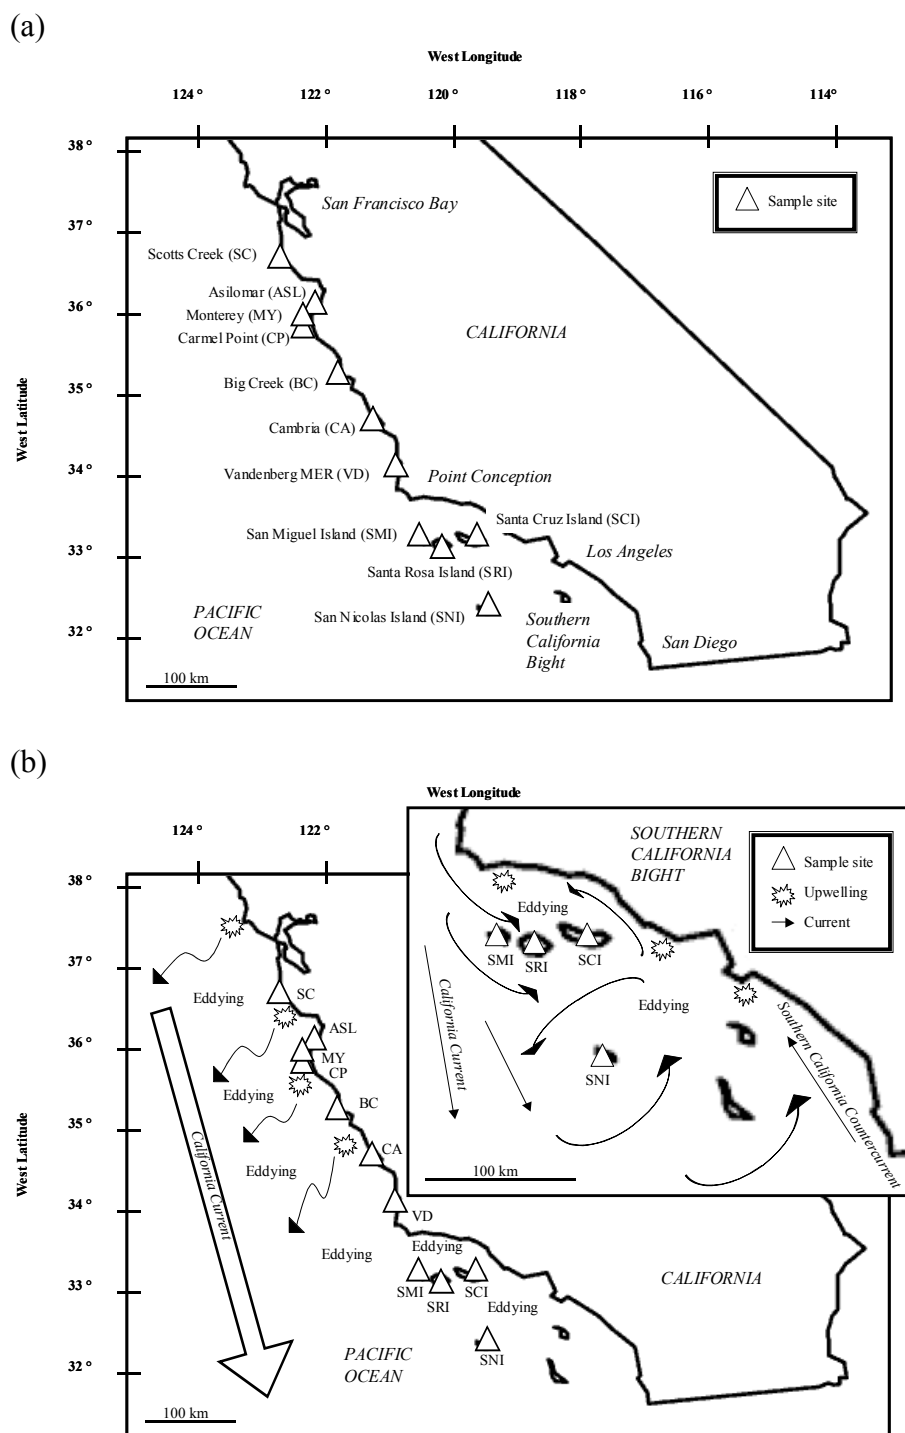 (a)
West Longitude
124° 122° 120° 118° 116° 114°
38°
37°
36°
35°
34°
33°
32°
West Latitude
San Francisco Bay
Sample site
Scotts Creek (SC)
Asilomar (ASL)
Monterey (MY)
Carmel Point (CP)
CALIFORNIA
Big Creek (BC)
Cambria (CA)
Vandenberg MER (VD)
Point Conception
Santa Cruz Island (SCI)
San Miguel Island (SMI)
Los Angeles
Santa Rosa Island (SRI)
San Nicolas Island (SNI)
PACIFIC
OCEAN
Southern
California
Bight
San Diego
100 km
(b)
West Longitude
124° 122°
38°
37°
36°
35°
34°
33°
32°
West Latitude
SOUTHERN
CALIFORNIA
BIGHT
Sample site
Upwelling
Current
Eddying
SMI
SRI
SCI
Eddying
California Current
SNI
Southern California Countercurrent
100 km
Eddying
SC
ASL
MY
CP
Eddying
BC
California Current
Eddying
CA
VD
Eddying
Eddying
SMI
SRI
SCI
Eddying
SNI
CALIFORNIA
PACIFIC
OCEAN
100 km